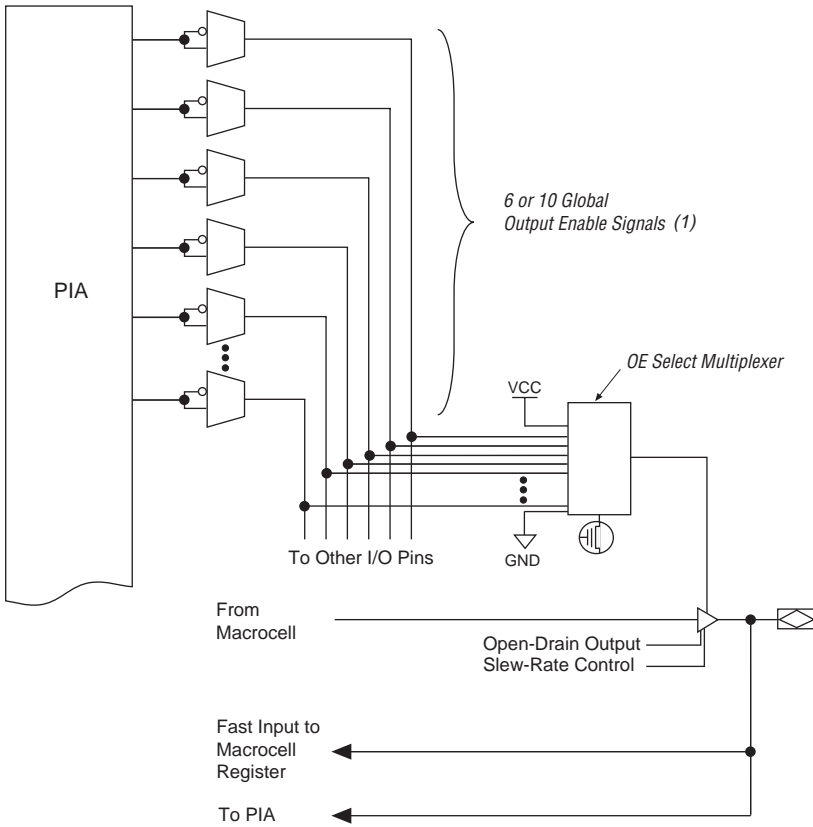 PIA
6 or 10 Global
Output Enable Signals (1)
OE Select Multiplexer
VCC
To Other I/O Pins
GND
From
Macrocell
Open-Drain Output
Slew-Rate Control
Fast Input to
Macrocell
Register
To PIA